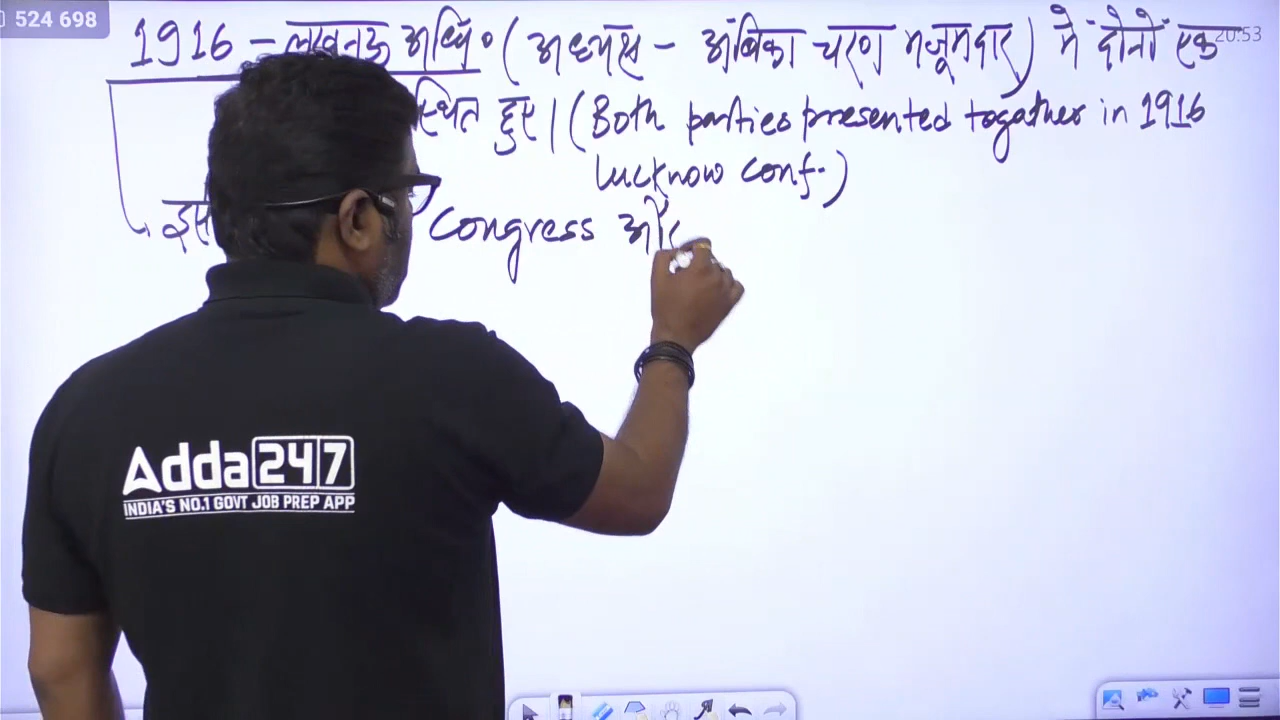 524 698
20:53
1916 - लखनऊ अधि० (अध्यक्ष - अंबिका चरण मजूमदार) में दोनों एक
स्थित हुए। (Both parties presented together in 1916
Lucknow conf.)
इस
Congress और
Adda247
INDIA'S NO.1 GOVT JOB PREP APP